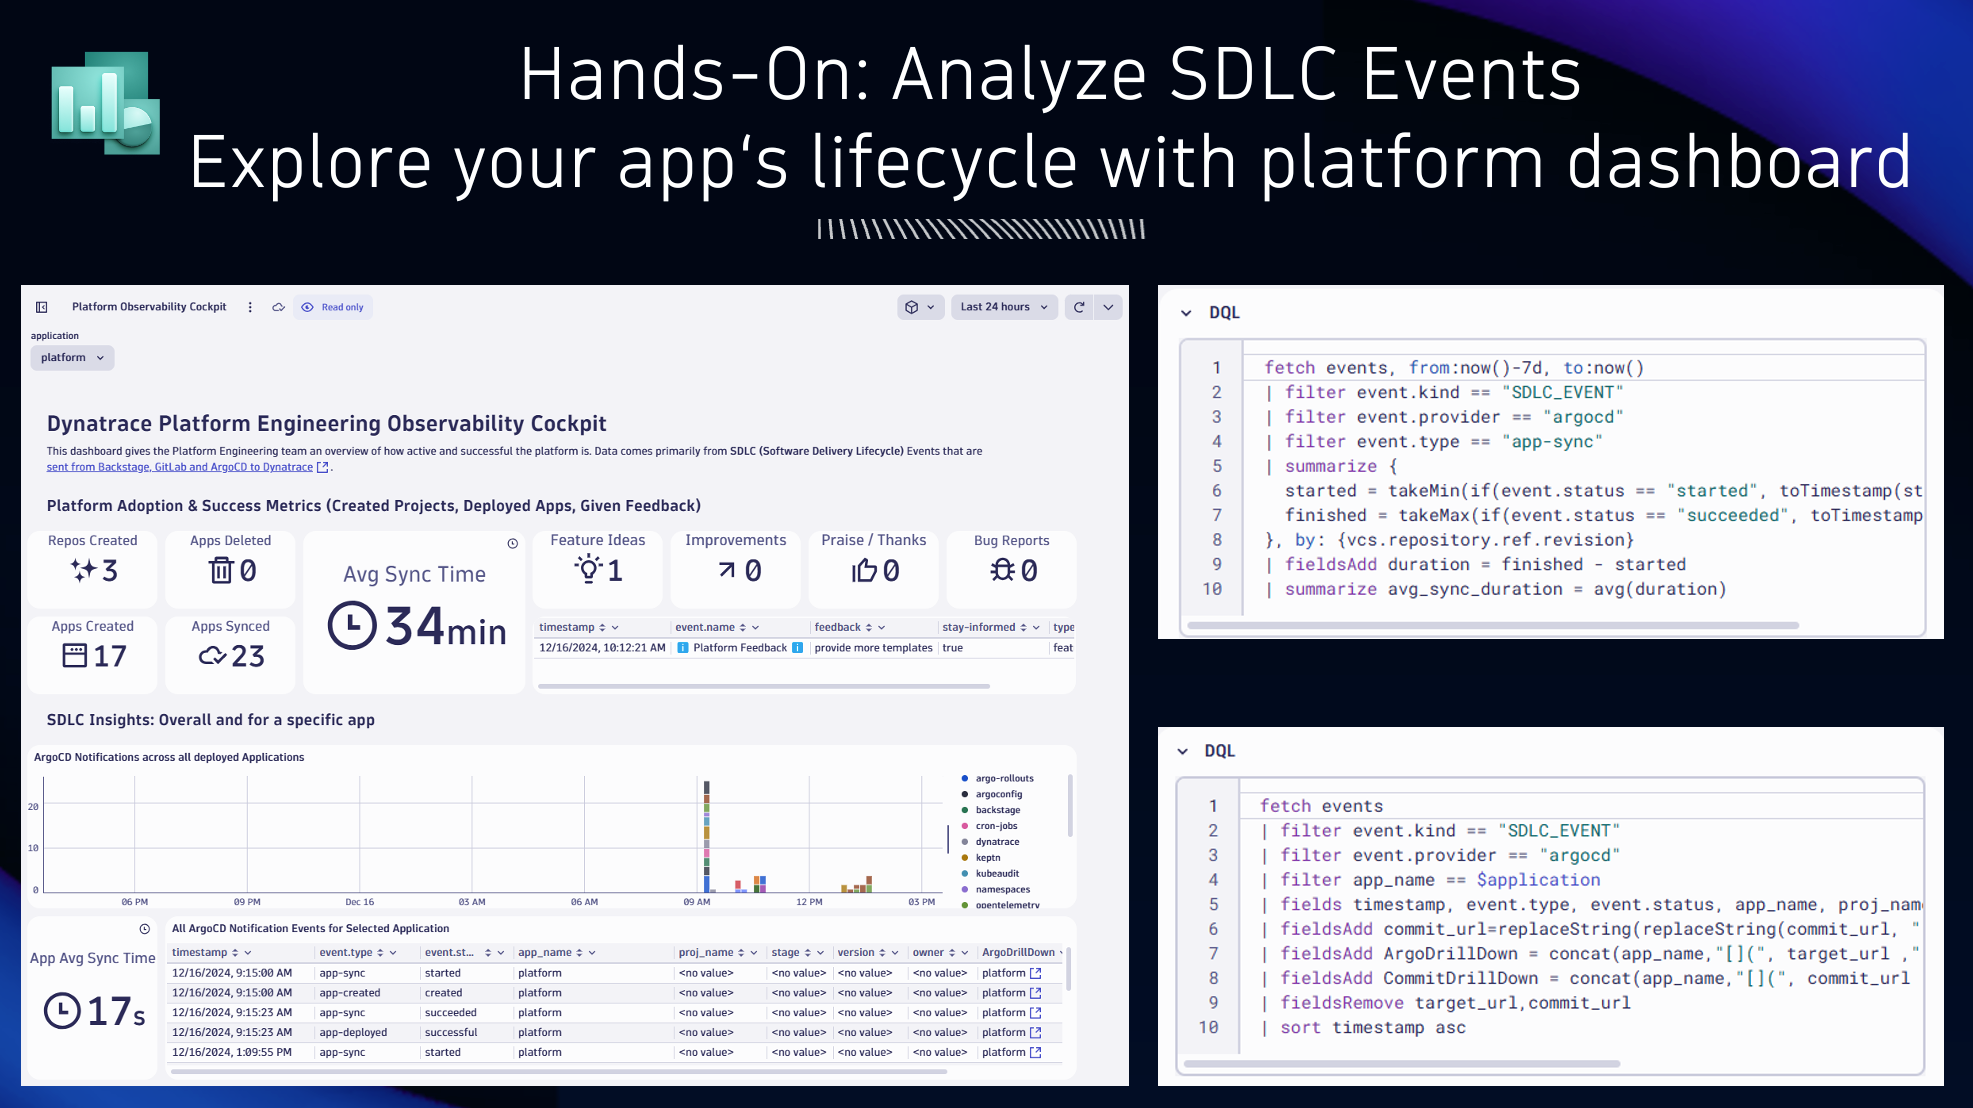 Hands-On: Analyze SDLC Events
Explore your app‘s lifecycle with platform dashboard
Platform Observability Cockpit
Read only
Last 24 hours
application
platform
Dynatrace Platform Engineering Observability Cockpit
This dashboard gives the Platform Engineering team an overview of how active and successful the platform is. Data comes primarily from SDLC (Software Delivery Lifecycle) Events that are
sent from Backstage, GitLab and ArgoCD to Dynatrace .
Platform Adoption & Success Metrics (Created Projects, Deployed Apps, Given Feedback)
Repos Created
3
Apps Deleted
0
Avg Sync Time
34min
Feature Ideas
1
Improvements
0
Praise / Thanks
0
Bug Reports
0
Apps Created
17
Apps Synced
23
timestamp event.name feedback stay-informed type
12/16/2024, 10:12:21 AM Platform Feedback provide more templates true feat
SDLC Insights: Overall and for a specific app
ArgoCD Notifications across all deployed Applications
20
10
0
06 PM 09 PM Dec 16 03 AM 06 AM 09 AM 12 PM 03 PM
argo-rollouts
argoconfig
backstage
cron-jobs
dynatrace
keptn
kubeaudit
namespaces
opentelemetry
App Avg Sync Time
17s
All ArgoCD Notification Events for Selected Application
timestamp event.type event.st... app_name proj_name stage version owner ArgoDrillDown
12/16/2024, 9:15:00 AM app-sync started platform <no value> <no value> <no value> <no value> platform
12/16/2024, 9:15:00 AM app-created created platform <no value> <no value> <no value> <no value> platform
12/16/2024, 9:15:23 AM app-sync succeeded platform <no value> <no value> <no value> <no value> platform
12/16/2024, 9:15:23 AM app-deployed successful platform <no value> <no value> <no value> <no value> platform
12/16/2024, 1:09:55 PM app-sync started platform <no value> <no value> <no value> <no value> platform
DQL
1 fetch events, from:now()-7d, to:now()
2 | filter event.kind == "SDLC_EVENT"
3 | filter event.provider == "argocd"
4 | filter event.type == "app-sync"
5 | summarize {
6 started = takeMin(if(event.status == "started", toTimestamp(st
7 finished = takeMax(if(event.status == "succeeded", toTimestamp
8 }, by: {vcs.repository.ref.revision}
9 | fieldsAdd duration = finished - started
10 | summarize avg_sync_duration = avg(duration)
DQL
1 fetch events
2 | filter event.kind == "SDLC_EVENT"
3 | filter event.provider == "argocd"
4 | filter app_name == $application
5 | fields timestamp, event.type, event.status, app_name, proj_name
6 | fieldsAdd commit_url=replaceString(replaceString(commit_url, "
7 | fieldsAdd ArgoDrillDown = concat(app_name,"[](", target_url ,"
8 | fieldsAdd CommitDrillDown = concat(app_name,"[](", commit_url
9 | fieldsRemove target_url,commit_url
10 | sort timestamp asc